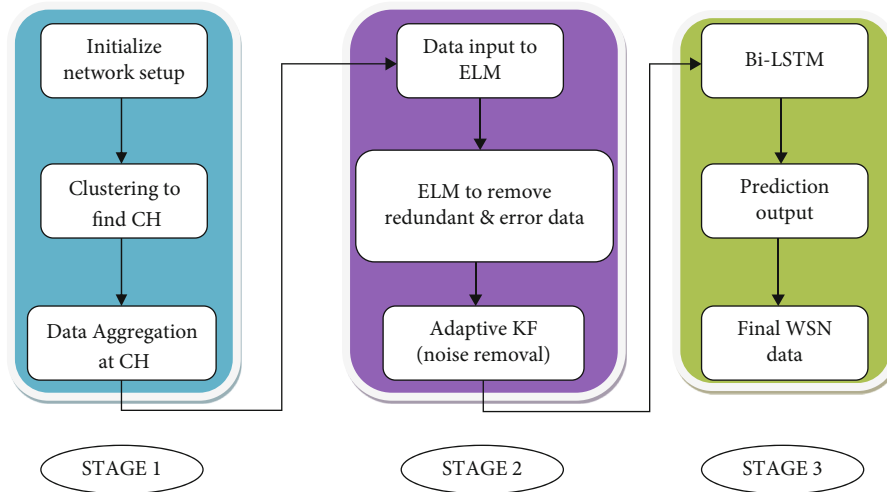 Initialize
network setup
Clustering to
find CH
Data Aggregation
at CH
STAGE 1
Data input to
ELM
ELM to remove
redundant & error data
Adaptive KF
(noise removal)
STAGE 2
Bi-LSTM
Prediction
output
Final WSN
data
STAGE 3